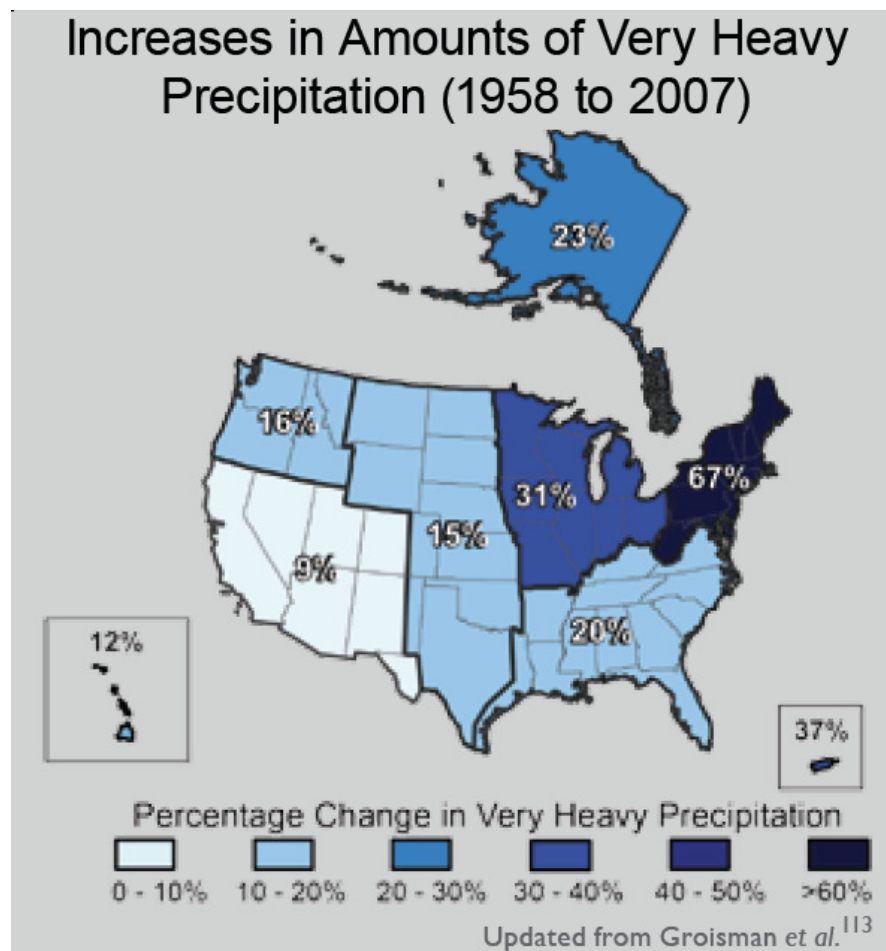 Increases in Amounts of Very Heavy
Precipitation (1958 to 2007)
23%
16%
67%
31%
15%
9%
20%
12%
37%
Percentage Change in Very Heavy Precipitation
0 - 10% 10 - 20% 20 - 30% 30 - 40% 40 - 50% >60%
Updated from Groisman et al.113